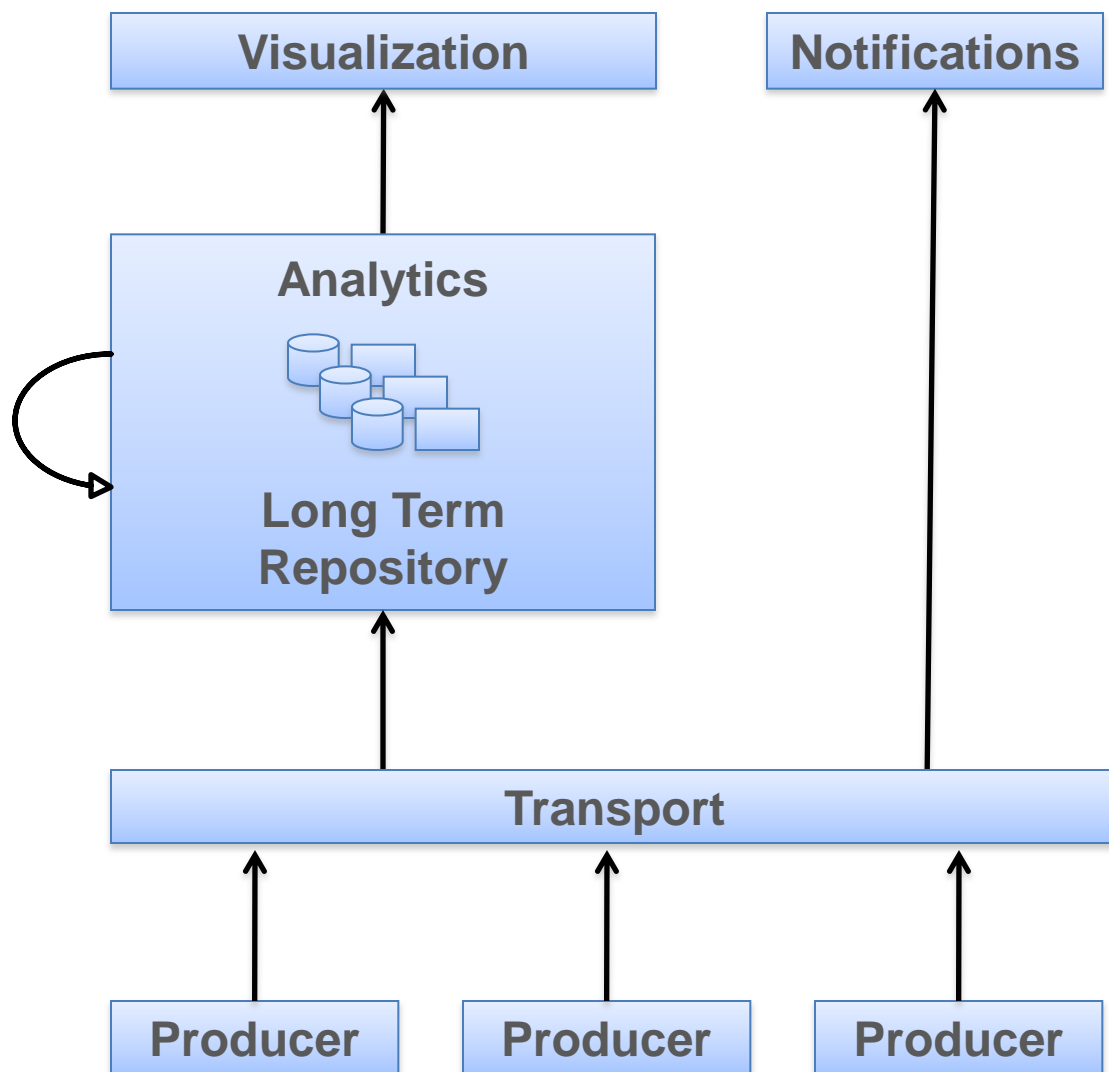 Visualization
Notifications
Analytics
Long Term
Repository
Transport
Producer
Producer
Producer